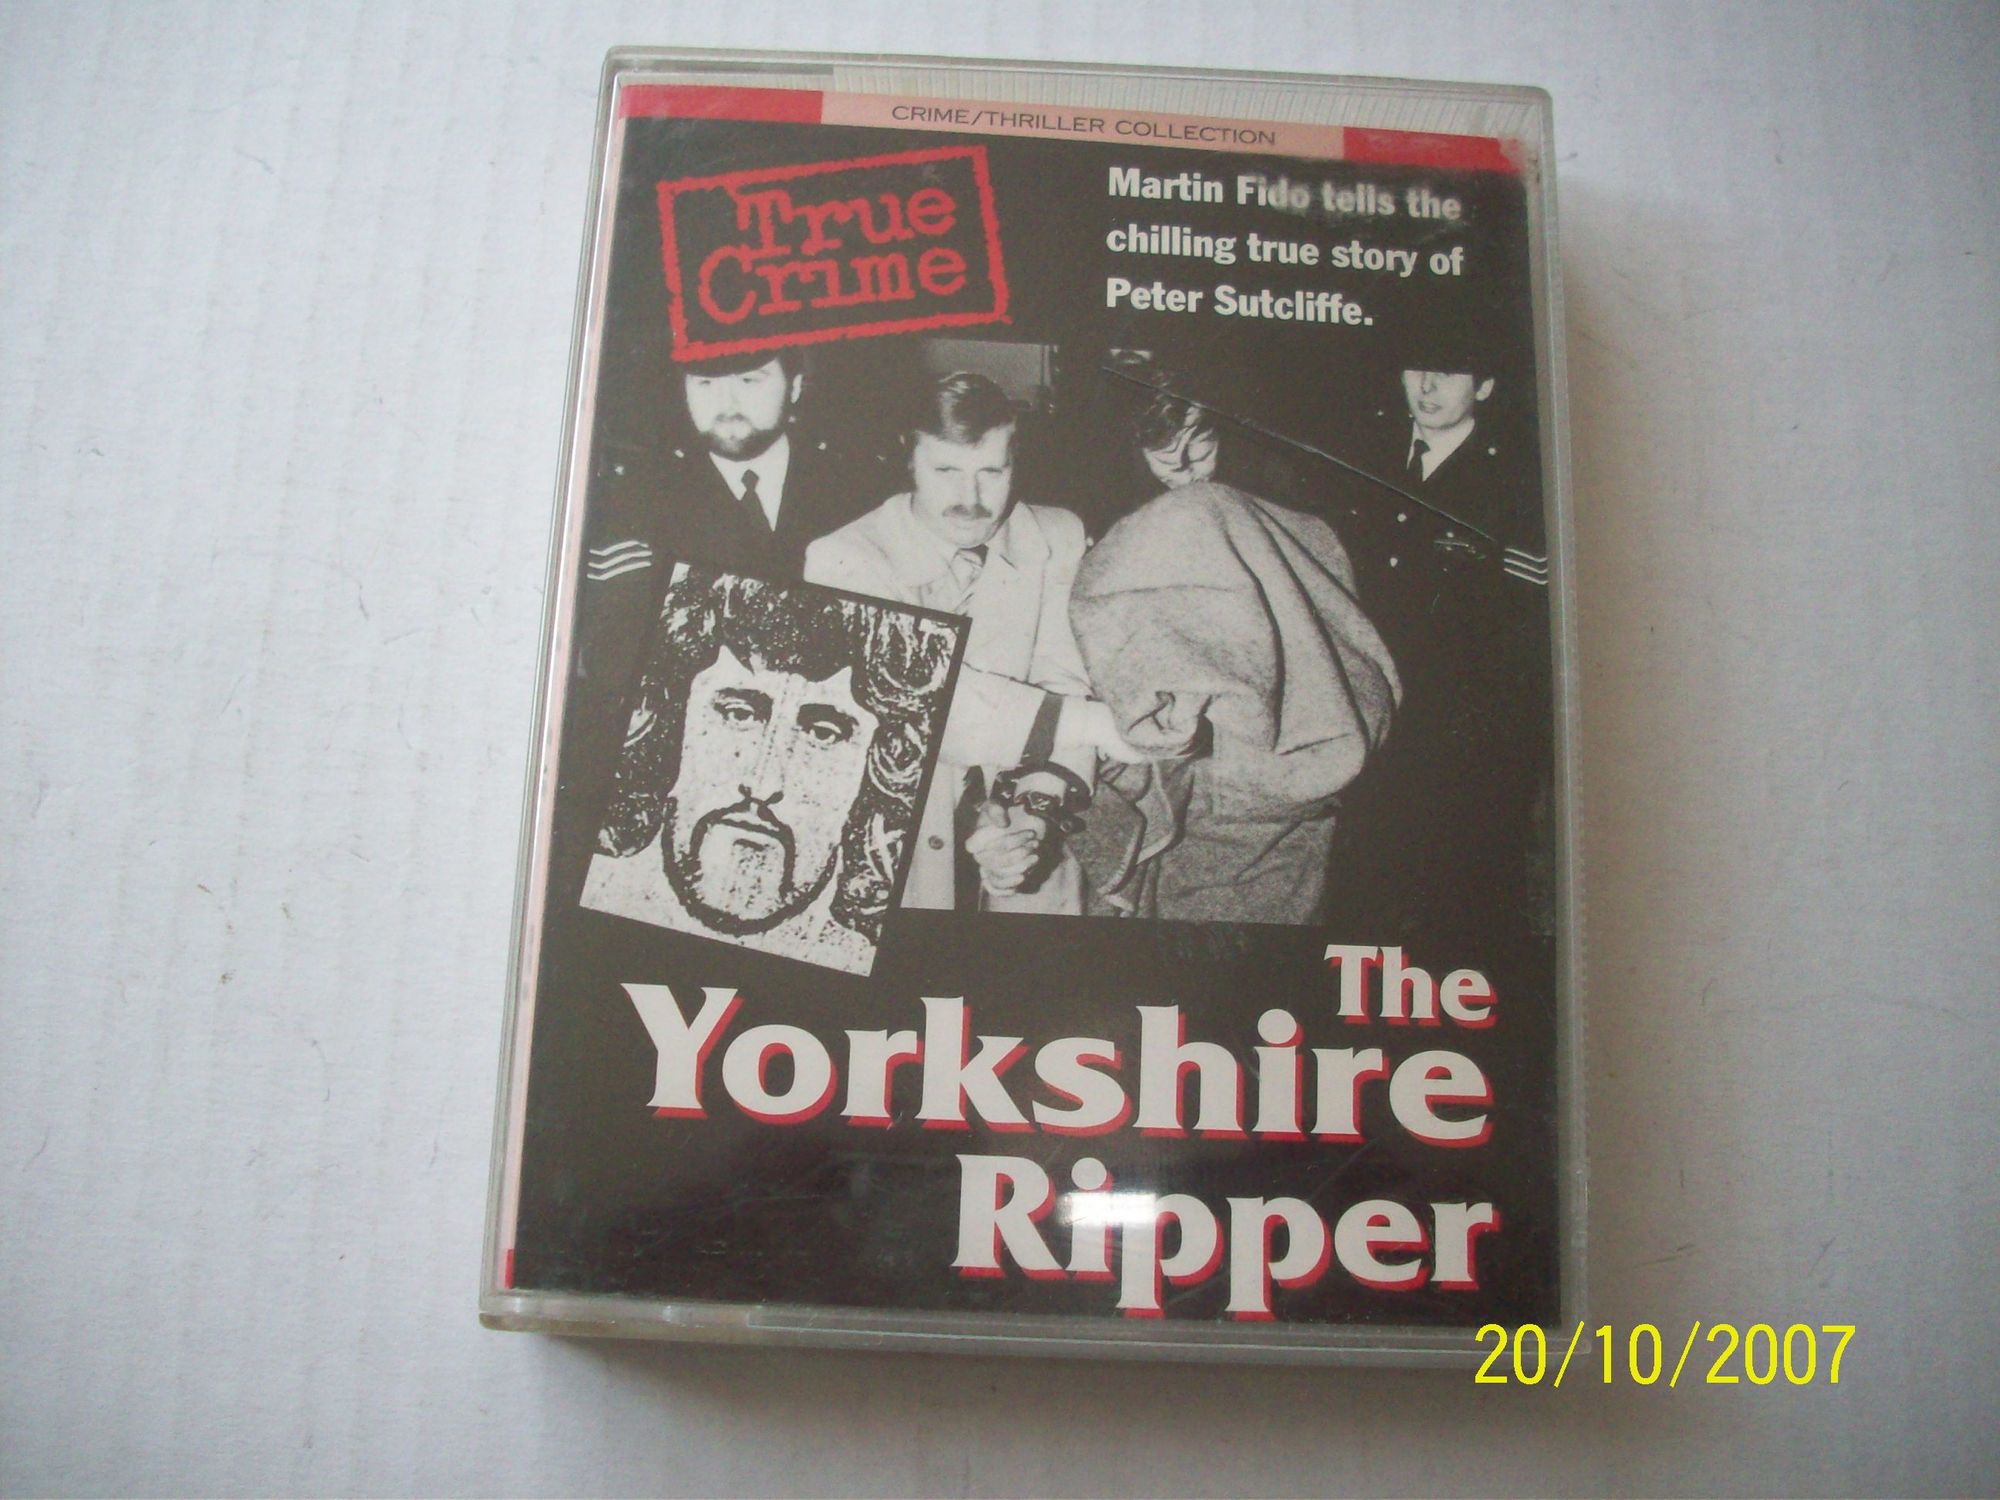 CRIME/THRILLER COLLECTION
True
Crime
Martin Fido tells the
chilling true story of
Peter Sutcliffe.
The
Yorkshire
Ripper
20/10/2007